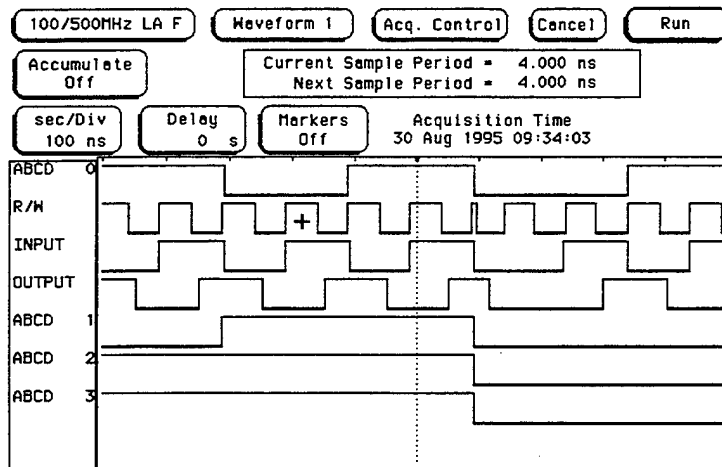 100/500MHz LA F Waveform 1 Acq. Control Cancel Run
Accumulate Off
Current Sample Period = 4.000 ns
Next Sample Period = 4.000 ns
sec/Div 100 ns
Delay 0 s
Markers Off
Acquisition Time
30 Aug 1995 09:34:03
ABCD 0
R/W
INPUT
OUTPUT
ABCD 1
ABCD 2
ABCD 3